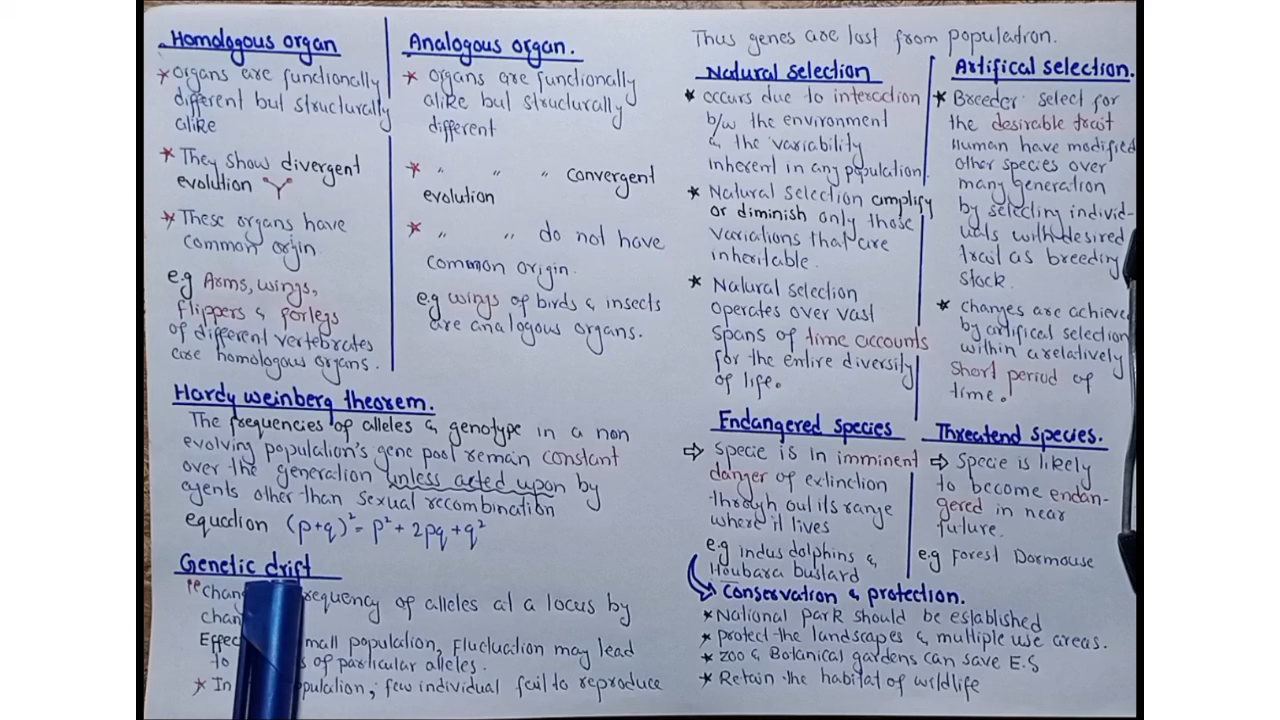 Homologous organ
* Organs are functionally
different but structurally
alike
* They show divergent
evolution
* These organs have
common orjin
e.g Arms, wings,
flippers & forlegs
of different vertebrates
are homologous organs.
Analogous organ.
* organs are functionally
alike but structurally
different
* " " " convergent
evolution
* " " do not have
common origin.
e.g wings of birds & insects
are analogous organs.
Hardy weinberg theorem.
The frequencies of alleles & genotype in a non
evolving population's gene pool remain constant
over the generation unless acted upon by
agents other than sexual recombination
equation (p+q)² = p² + 2pq + q²
Genetic drift
requency of alleles at a locus by
mall population, Fluctuation may lead
to of particular alleles.
* In pulation, few individual fail to reproduce
Thus genes are lost from population.
Natural selection
* occurs due to interaction
b/w the environment
& the variability
inherent in any population
* Natural selection amplify
or diminish only those
variations that are
inheritable.
* Natural selection
operates over vast
spans of time accounts
for the entire diversity
of life.
Artifical selection.
* Breeder select for
the desirable trait
Human have modified
other species over
many generation
by selecting individ-
uals with desired
trait as breeding
stock.
* changes are achieve
by artifical selection
within a relatively
short period of
time.
Endangered species
⇒ Specie is in imminent
danger of extinction
through out its range
where it lives
e.g Indus dolphins &
Houbara bustard
Threatend species.
⇒ Specie is likely
to become endan-
gered in near
future.
e.g Forest Dormouse
Conservation & protection.
* National park should be established
* protect the landscapes & multiple use areas.
* zoo & Botanical gardens can save E.S
* Retain the habitat of wildlife